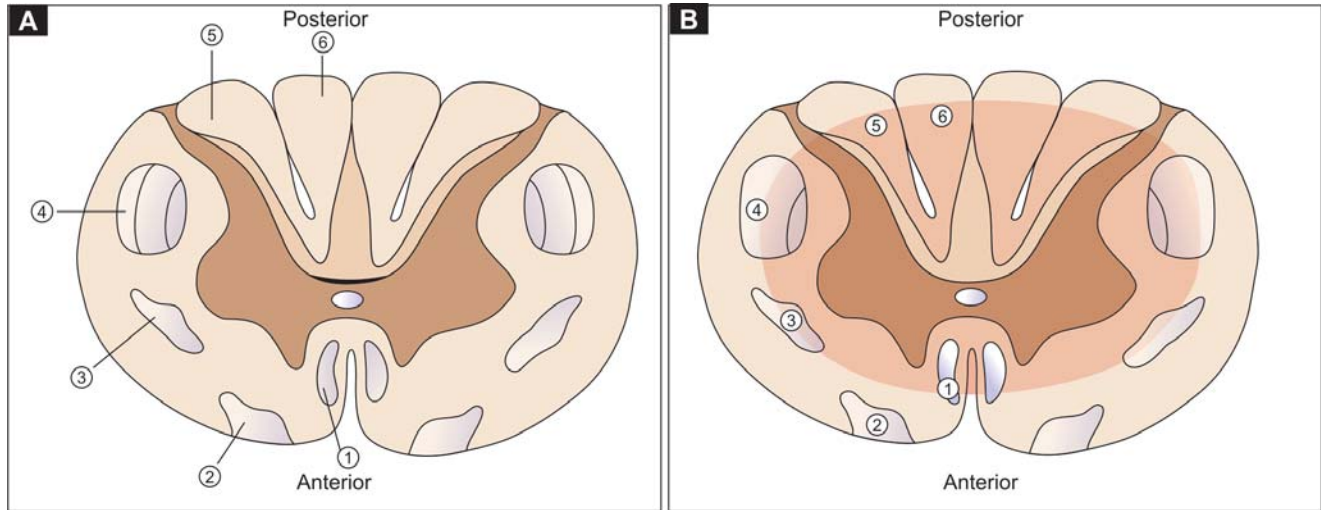 A
Posterior
⑤
⑥
④
③
②
①
Anterior
B
Posterior
⑤
⑥
④
③
①
②
Anterior